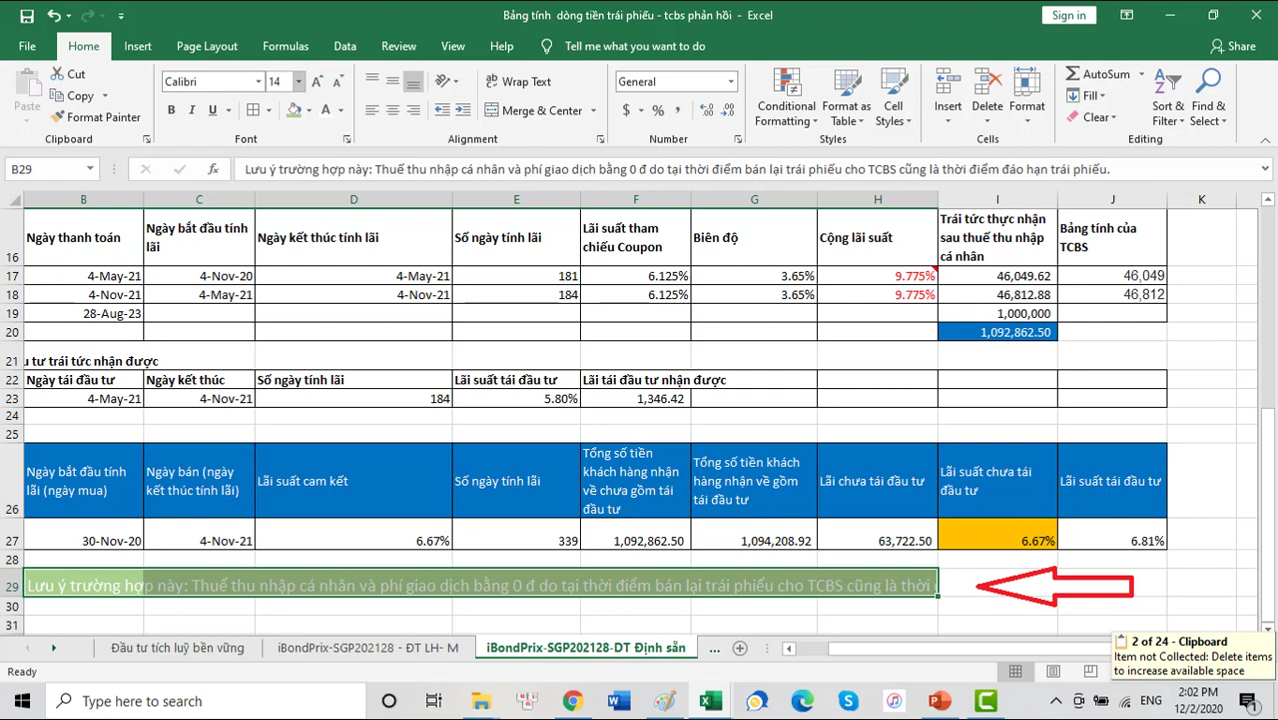 Bảng tính dòng tiền trái phiếu - tcbs phản hồi - Excel
Sign in
File Home Insert Page Layout Formulas Data Review View Help Tell me what you want to do Share
Paste
Cut
Copy
Format Painter
Clipboard
Calibri 14
B I U
Font
Wrap Text
Merge & Center
Alignment
General
$ %
Number
Conditional Formatting
Format as Table
Cell Styles
Styles
Insert Delete Format
Cells
AutoSum
Fill
Clear
Sort & Filter
Find & Select
Editing
B29 fx Lưu ý trường hợp này: Thuế thu nhập cá nhân và phí giao dịch bằng 0 đ do tại thời điểm bán lại trái phiếu cho TCBS cũng là thời điểm đáo hạn trái phiếu.
B C D E F G H I J K
16 Ngày thanh toán Ngày bắt đầu tính lãi Ngày kết thúc tính lãi Số ngày tính lãi Lãi suất tham chiếu Coupon Biên độ Cộng lãi suất Trái tức thực nhận sau thuế thu nhập cá nhân Bảng tính của TCBS
17 4-May-21 4-Nov-20 4-May-21 181 6.125% 3.65% 9.775% 46,049.62 46,049
18 4-Nov-21 4-May-21 4-Nov-21 184 6.125% 3.65% 9.775% 46,812.88 46,812
19 28-Aug-23 1,000,000
20 1,092,862.50
21 ư tư trái tức nhận được
22 Ngày tái đầu tư Ngày kết thúc Số ngày tính lãi Lãi suất tái đầu tư Lãi tái đầu tư nhận được
23 4-May-21 4-Nov-21 184 5.80% 1,346.42
24
25
26 Ngày bắt đầu tính lãi (ngày mua) Ngày bán (ngày kết thúc tính lãi) Lãi suất cam kết Số ngày tính lãi Tổng số tiền khách hàng nhận về chưa gồm tái đầu tư Tổng số tiền khách hàng nhận về gồm tái đầu tư Lãi chưa tái đầu tư Lãi suất chưa tái đầu tư Lãi suất tái đầu tư
27 30-Nov-20 4-Nov-21 6.67% 339 1,092,862.50 1,094,208.92 63,722.50 6.67% 6.81%
28
29 Lưu ý trường hợp này: Thuế thu nhập cá nhân và phí giao dịch bằng 0 đ do tại thời điểm bán lại trái phiếu cho TCBS cũng là thời
30
31
Đầu tư tích luỹ bền vững iBondPrix-SGP202128 - ĐT LH- M iBondPrix-SGP202128-DT Định sẵn ...
2 of 24 - Clipboard
Item not Collected: Delete items
to increase available space
Ready
Type here to search
ENG
2:02 PM
12/2/2020
1